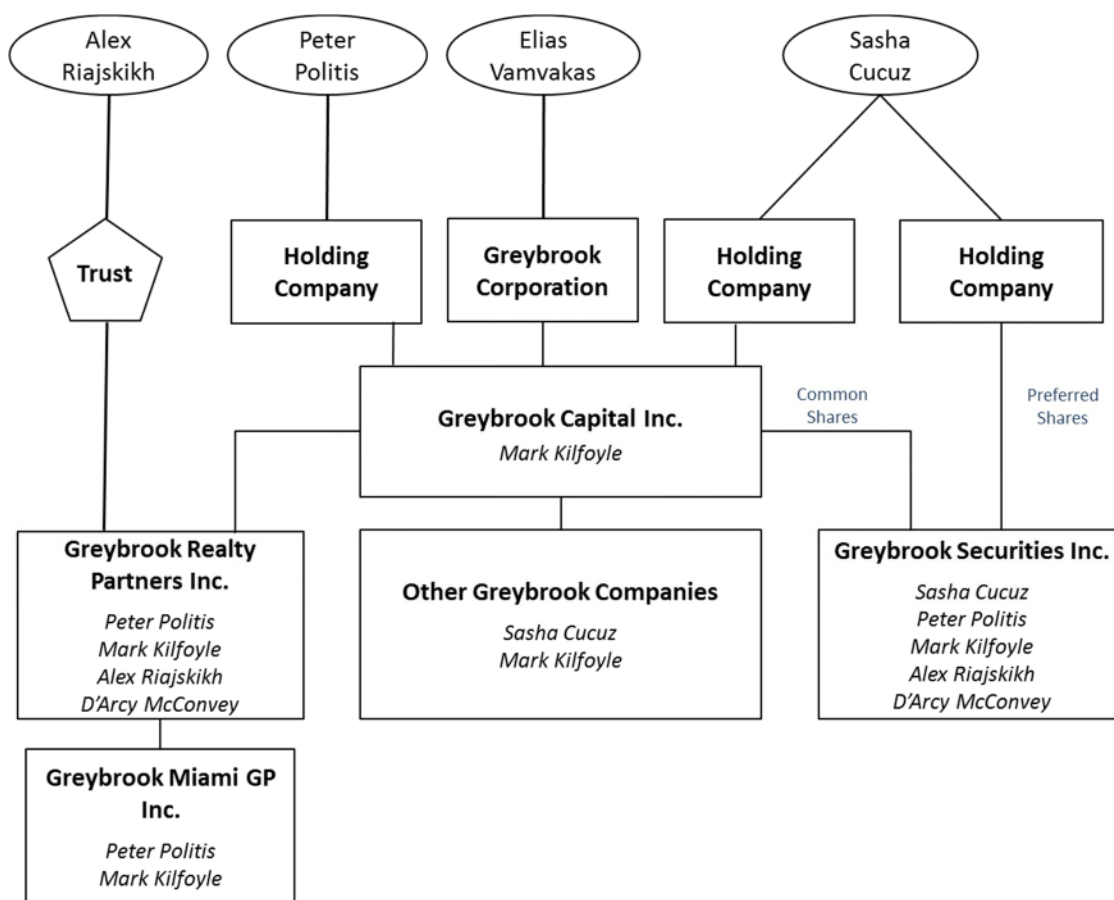 Alex
Riajskikh
Peter
Politis
Elias
Vamvakas
Sasha
Cucuz
Trust
Holding
Company
Greybrook
Corporation
Holding
Company
Holding
Company
Greybrook Capital Inc.
Mark Kilfoyle
Common
Shares
Preferred
Shares
Greybrook Realty
Partners Inc.
Peter Politis
Mark Kilfoyle
Alex Riajskikh
D'Arcy McConvey
Other Greybrook Companies
Sasha Cucuz
Mark Kilfoyle
Greybrook Securities Inc.
Sasha Cucuz
Peter Politis
Mark Kilfoyle
Alex Riajskikh
D'Arcy McConvey
Greybrook Miami GP
Inc.
Peter Politis
Mark Kilfoyle